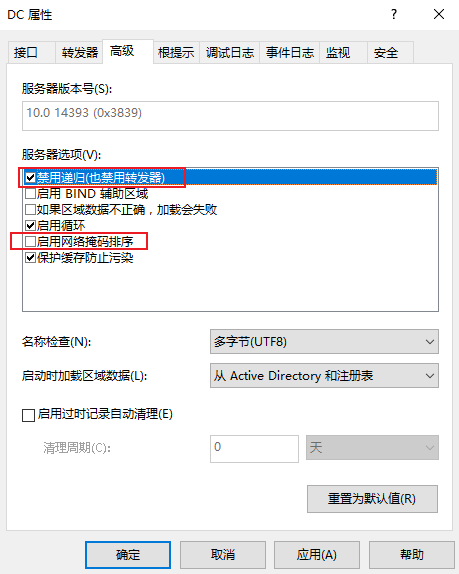 DC 属性
接口 转发器 高级 根提示 调试日志 事件日志 监视 安全
服务器版本号(S):
10.0 14393 (0x3839)
服务器选项(V):
禁用递归(也禁用转发器)
启用 BIND 辅助区域
如果区域数据不正确，加载会失败
启用循环
启用网络掩码排序
保护缓存防止污染
名称检查(N): 多字节(UTF8)
启动时加载区域数据(L): 从 Active Directory 和注册表
启用过时记录自动清理(E)
清理周期(C): 0 天
重置为默认值(R)
确定 取消 应用(A) 帮助